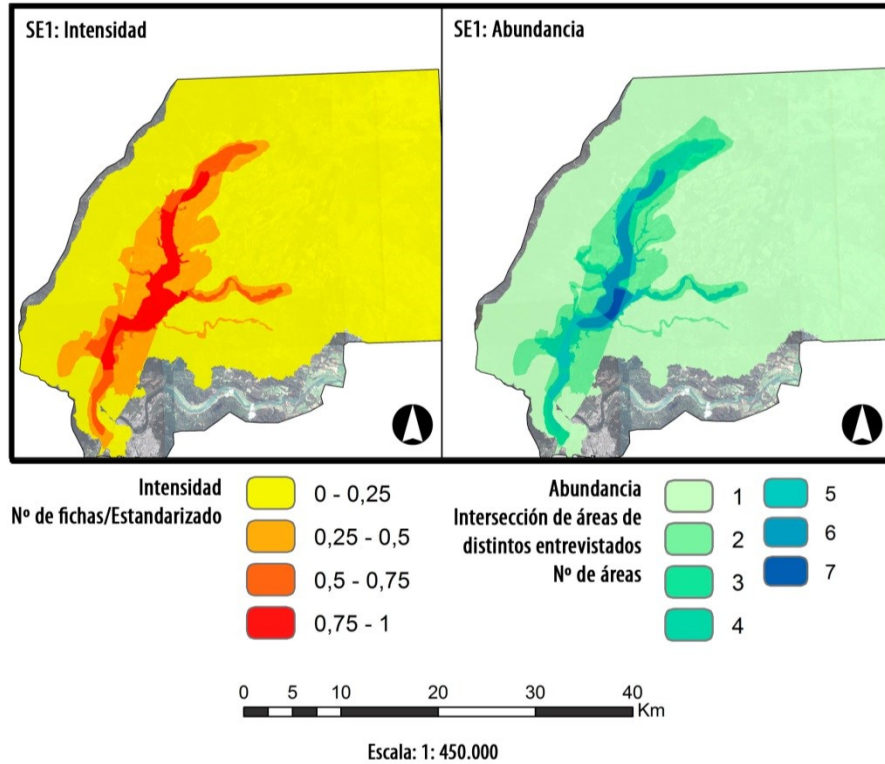 SE1: Intensidad
SE1: Abundancia
Intensidad
Nº de fichas/Estandarizado
0 - 0,25
0,25 - 0,5
0,5 - 0,75
0,75 - 1
Abundancia
Intersección de áreas de
distintos entrevistados
Nº de áreas
1
2
3
4
5
6
7
0 5 10 20 30 40
Km
Escala: 1: 450.000